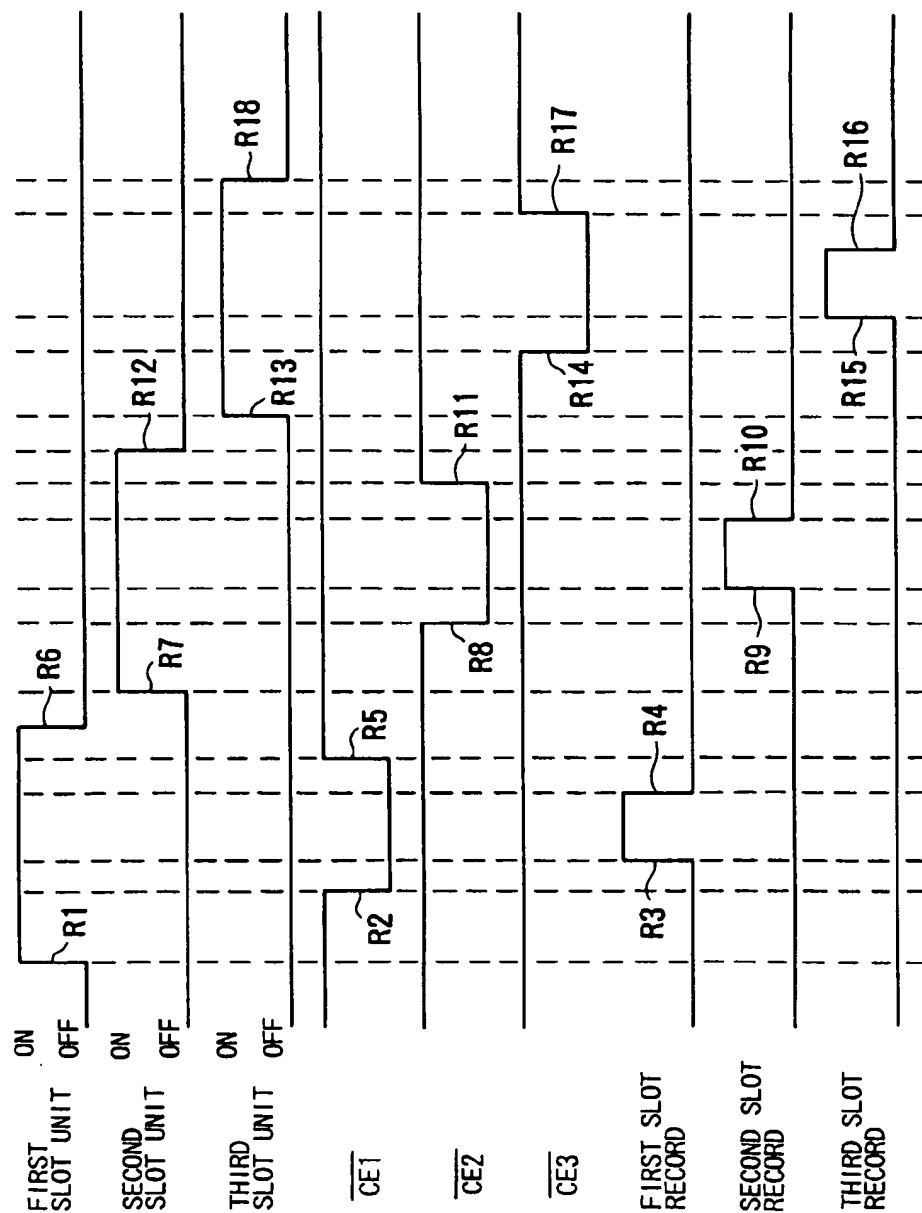 FIRST
SLOT UNIT
ON
OFF
R1
R6
SECOND
SLOT UNIT
ON
OFF
R7
R12
THIRD
SLOT UNIT
ON
OFF
R13
R18
CE1
R2
R5
CE2
R8
R11
CE3
R14
R17
FIRST SLOT
RECORD
R3
R4
SECOND SLOT
RECORD
R9
R10
THIRD SLOT
RECORD
R15
R16